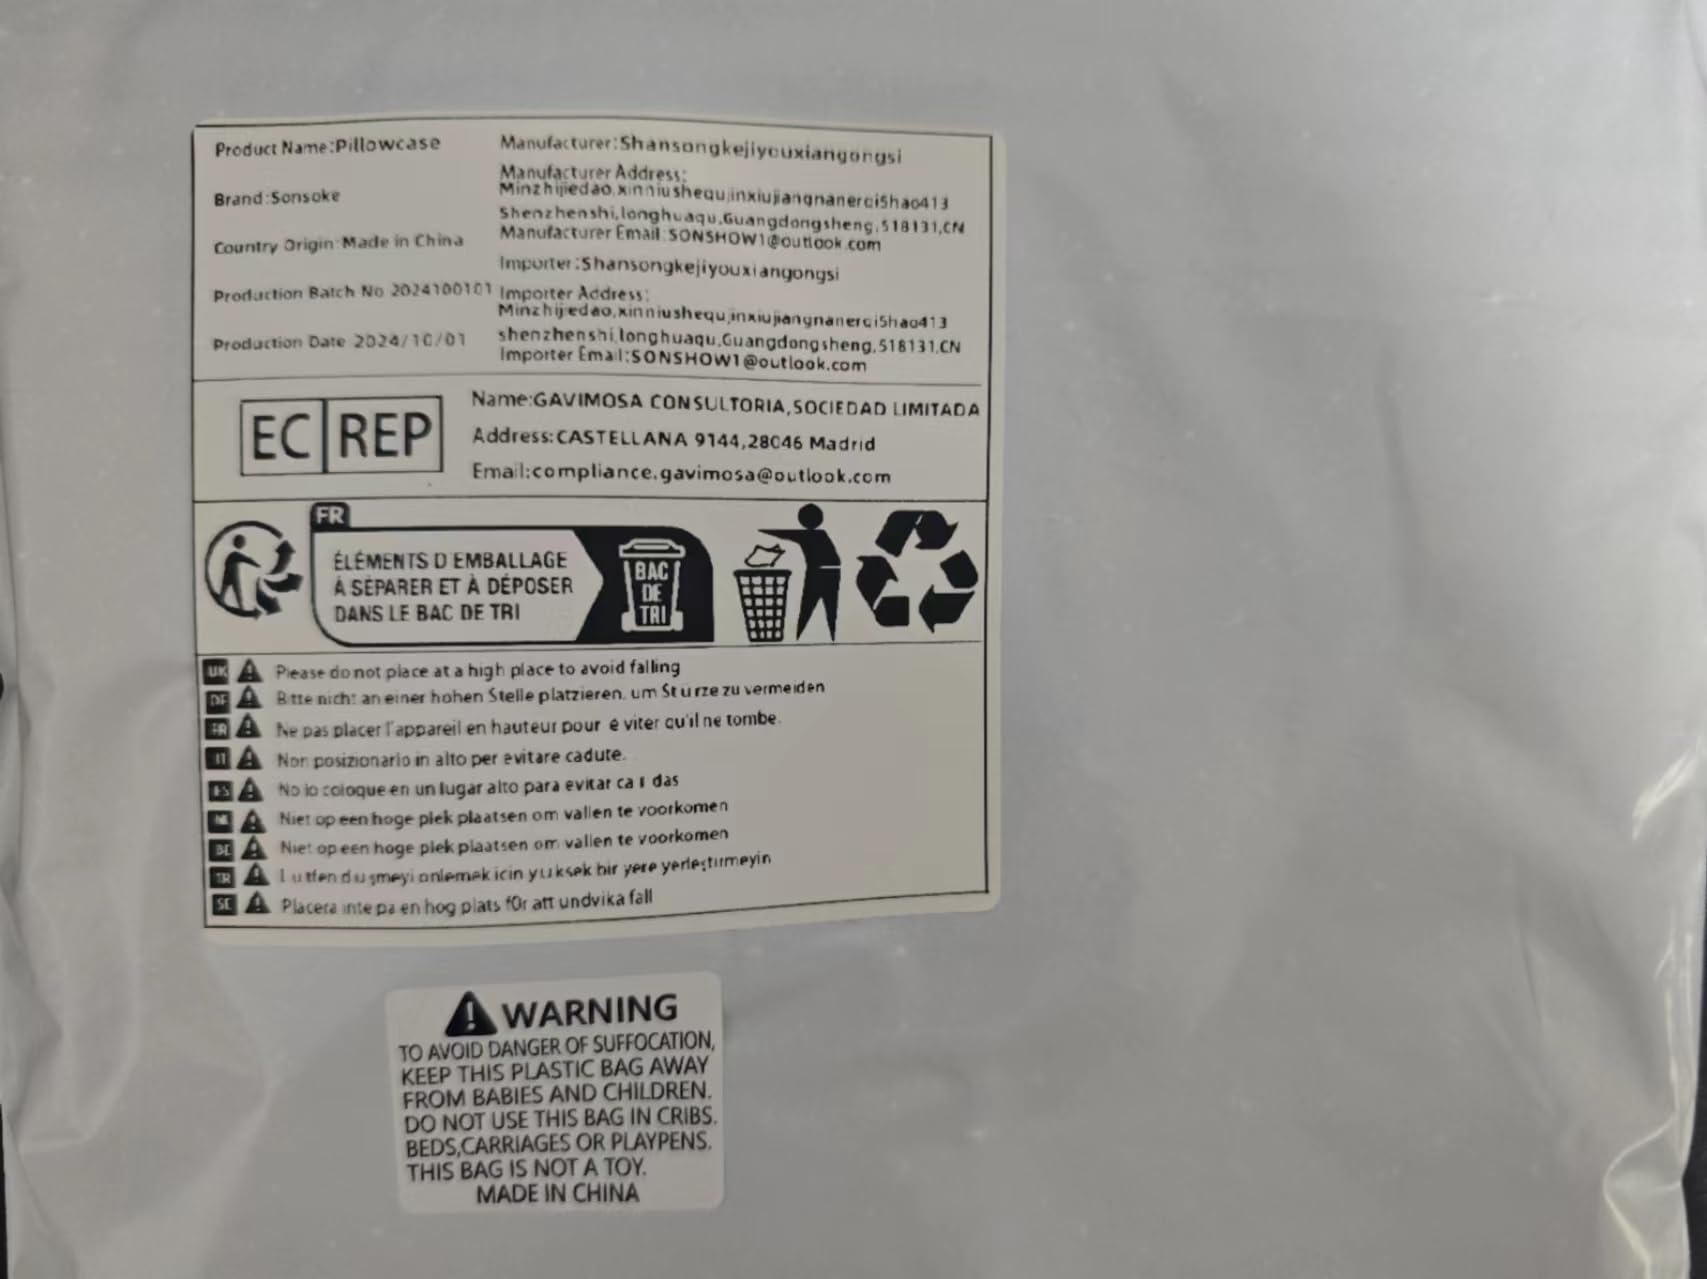 Product Name:Pillowcase
Brand:Sonsoke
Country Origin:Made in China
Production Batch No 2024100101
Production Date 2024/10/01
Manufacturer:Shansongkejiyouxiangongsi
Manufacturer Address:
Minzhijiedao,xinniushequ,jinxiujiangnanerqi5hao413
Shenzhenshi,longhuaqu,Guangdongsheng,518131,CN
Manufacturer Email:SONSHOW1@outlook.com
Importer:Shansongkejiyouxiangongsi
Importer Address:
Minzhijiedao,xinniushequ,jinxiujiangnanerqi5hao413
shenzhenshi,longhuaqu,Guangdongsheng,518131,CN
Importer Email:SONSHOW1@outlook.com
EC REP
Name:GAVIMOSA CONSULTORIA,SOCIEDAD LIMITADA
Address:CASTELLANA 9144,28046 Madrid
Email:compliance.gavimosa@outlook.com
FR
ÉLÉMENTS D'EMBALLAGE
À SÉPARER ET À DÉPOSER
DANS LE BAC DE TRI
BAC
DE
TRI
UK Please do not place at a high place to avoid falling
DE Bitte nicht an einer hohen Stelle platzieren, um Stürze zu vermeiden
FR Ne pas placer l'appareil en hauteur pour éviter qu'il ne tombe.
IT Non posizionarlo in alto per evitare cadute.
ES No lo coloque en un lugar alto para evitar caídas
NL Niet op een hoge plek plaatsen om vallen te voorkomen
BE Niet op een hoge plek plaatsen om vallen te voorkomen
TR Lutfen duşmeyi onlemek icin yuksek bir yere yerleştirmeyin
SE Placera inte pa en hog plats för att undvika fall
WARNING
TO AVOID DANGER OF SUFFOCATION,
KEEP THIS PLASTIC BAG AWAY
FROM BABIES AND CHILDREN.
DO NOT USE THIS BAG IN CRIBS.
BEDS,CARRIAGES OR PLAYPENS.
THIS BAG IS NOT A TOY.
MADE IN CHINA